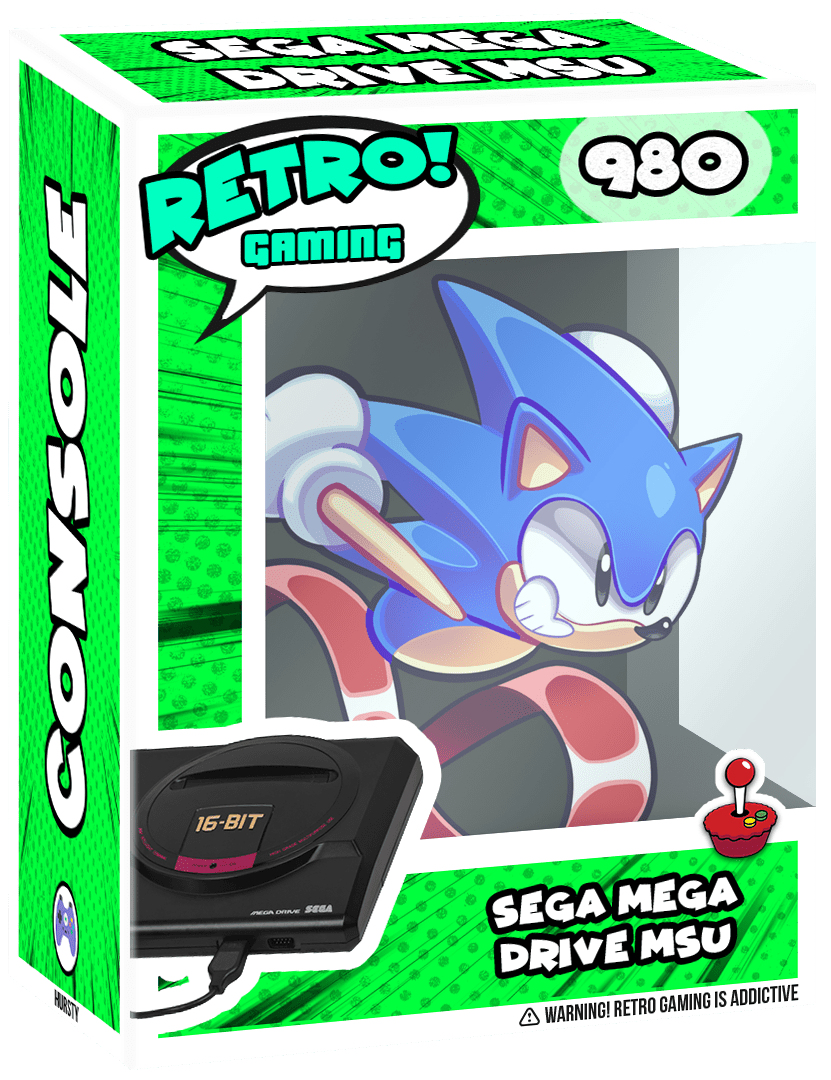 SEGA MEGA
DRIVE MSU
RETRO!
GAMING
980
CONSOLE
16-BIT
MEGA DRIVE SEGA
SEGA MEGA
DRIVE MSU
WARNING! RETRO GAMING IS ADDICTIVE
HURSTY